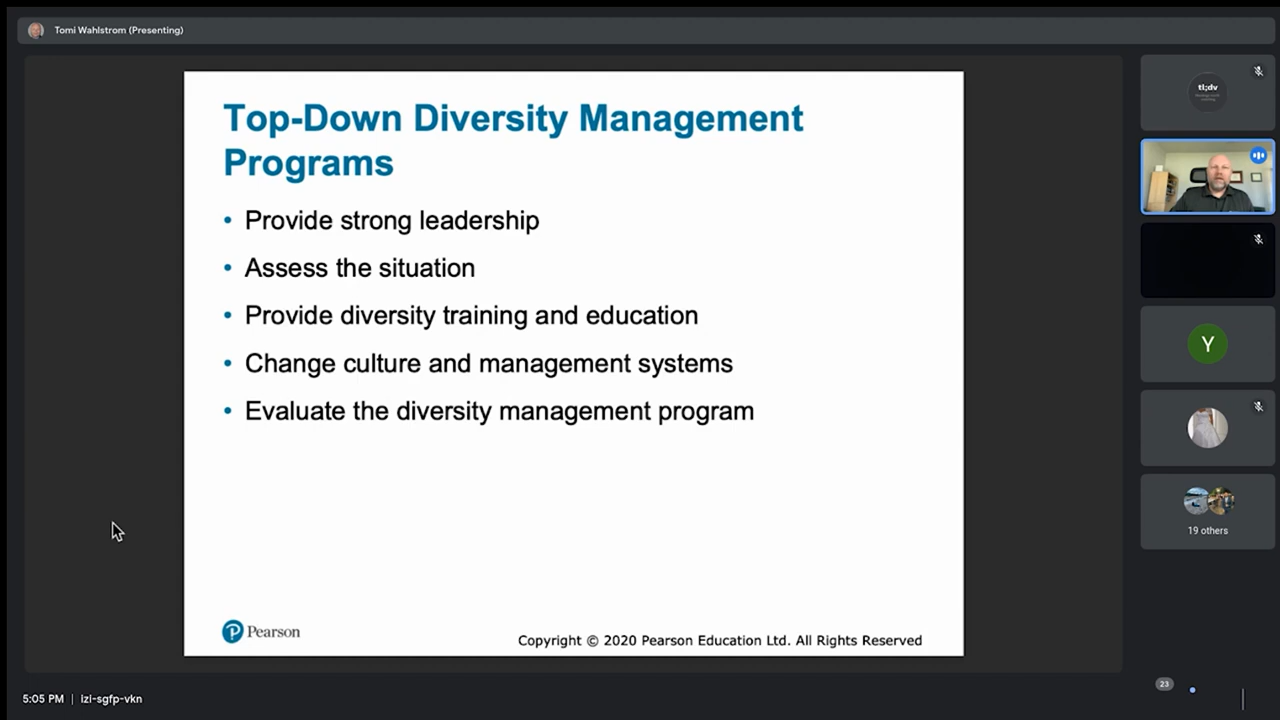 Tomi Wahlstrom (Presenting)
Top-Down Diversity Management
Programs
• Provide strong leadership
• Assess the situation
• Provide diversity training and education
• Change culture and management systems
• Evaluate the diversity management program
Pearson
Copyright © 2020 Pearson Education Ltd. All Rights Reserved
tl;dv
Y
19 others
5:05 PM | izi-sgfp-vkn
23